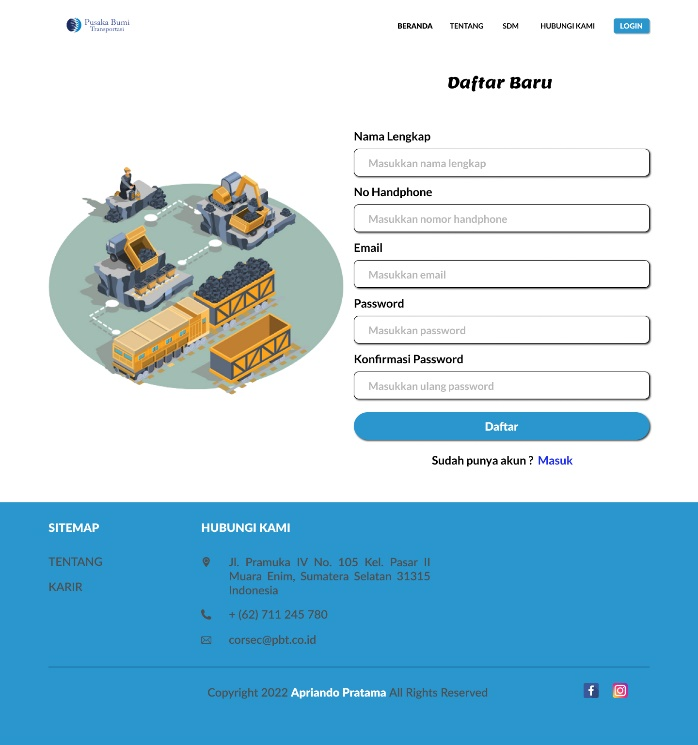 Pusaka Bumi
Transportasi
BERANDA
TENTANG
SDM
HUBUNGI KAMI
LOGIN
Daftar Baru
Nama Lengkap
Masukkan nama lengkap
No Handphone
Masukkan nomor handphone
Email
Masukkan email
Password
Masukkan password
Konfirmasi Password
Masukkan ulang password
Daftar
Sudah punya akun ? Masuk
SITEMAP
TENTANG
KARIR
HUBUNGI KAMI
Jl. Pramuka IV No. 105 Kel. Pasar II
Muara Enim, Sumatera Selatan 31315
Indonesia
+ (62) 711 245 780
corsec@pbt.co.id
Copyright 2022 Apriando Pratama All Rights Reserved